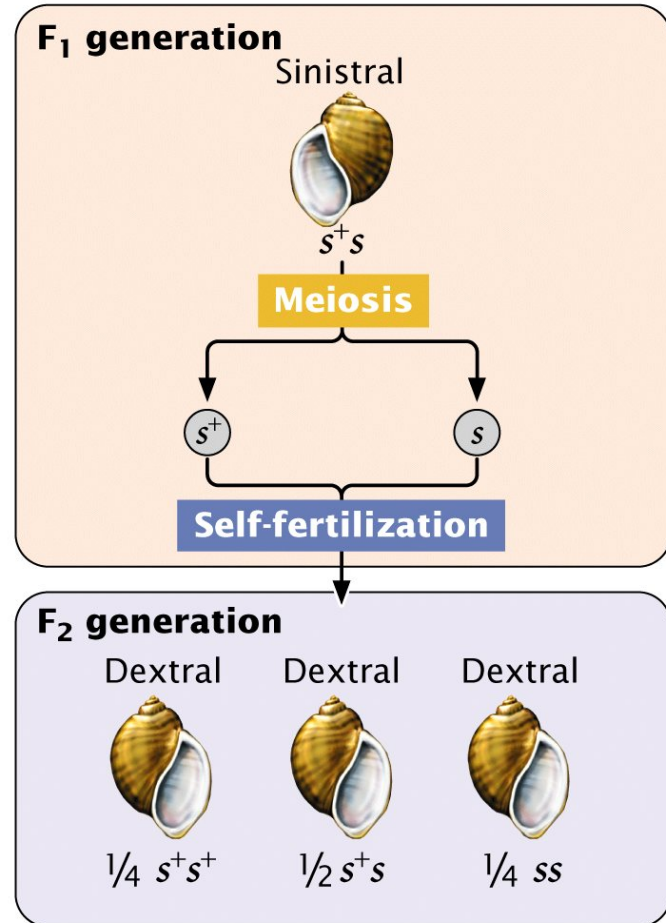 F₁ generation
Sinistral
s⁺s
Meiosis
s⁺ s
Self-fertilization
F₂ generation
Dextral Dextral Dextral
1/4 s⁺s⁺ 1/2 s⁺s 1/4 ss